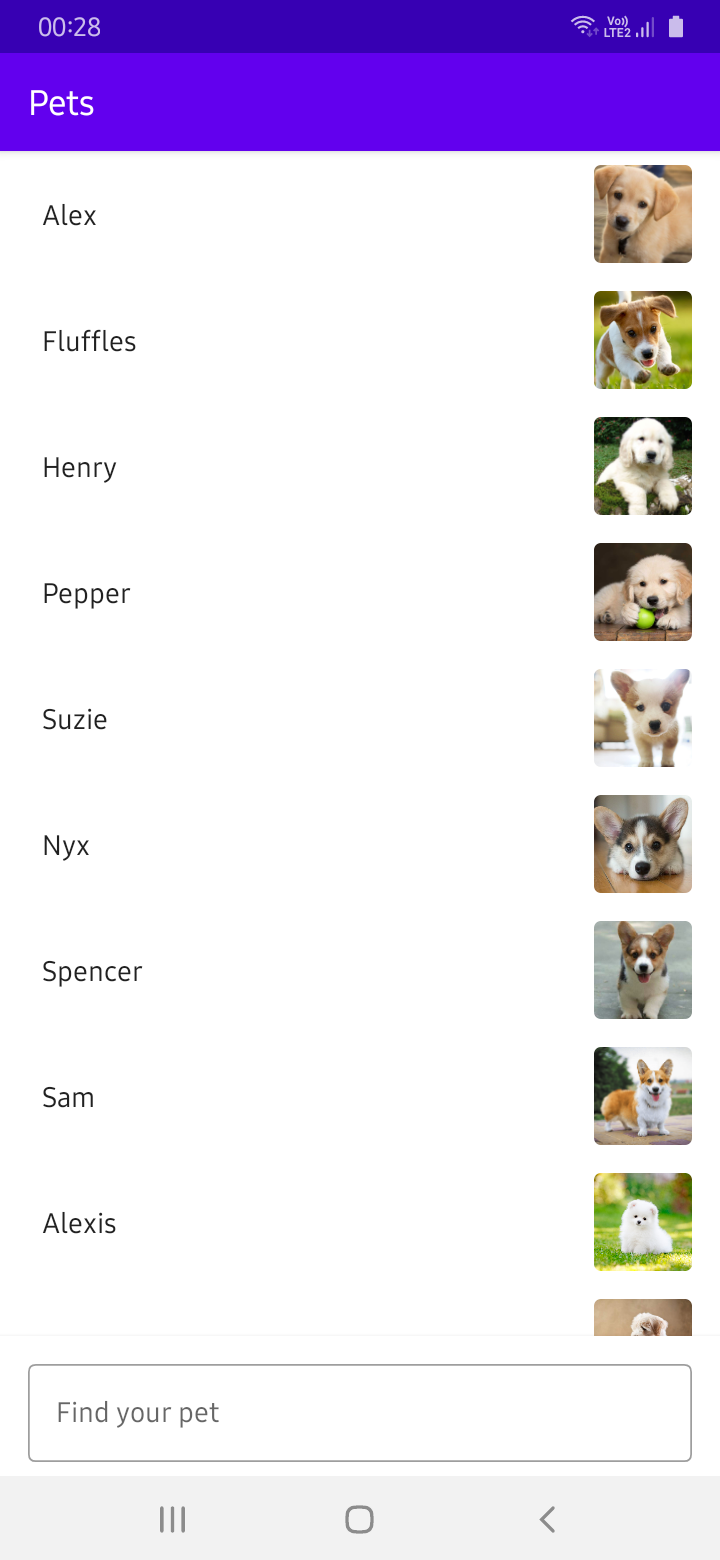 00:28
Vo))
LTE2
Pets
Alex
Fluffles
Henry
Pepper
Suzie
Nyx
Spencer
Sam
Alexis
Find your pet